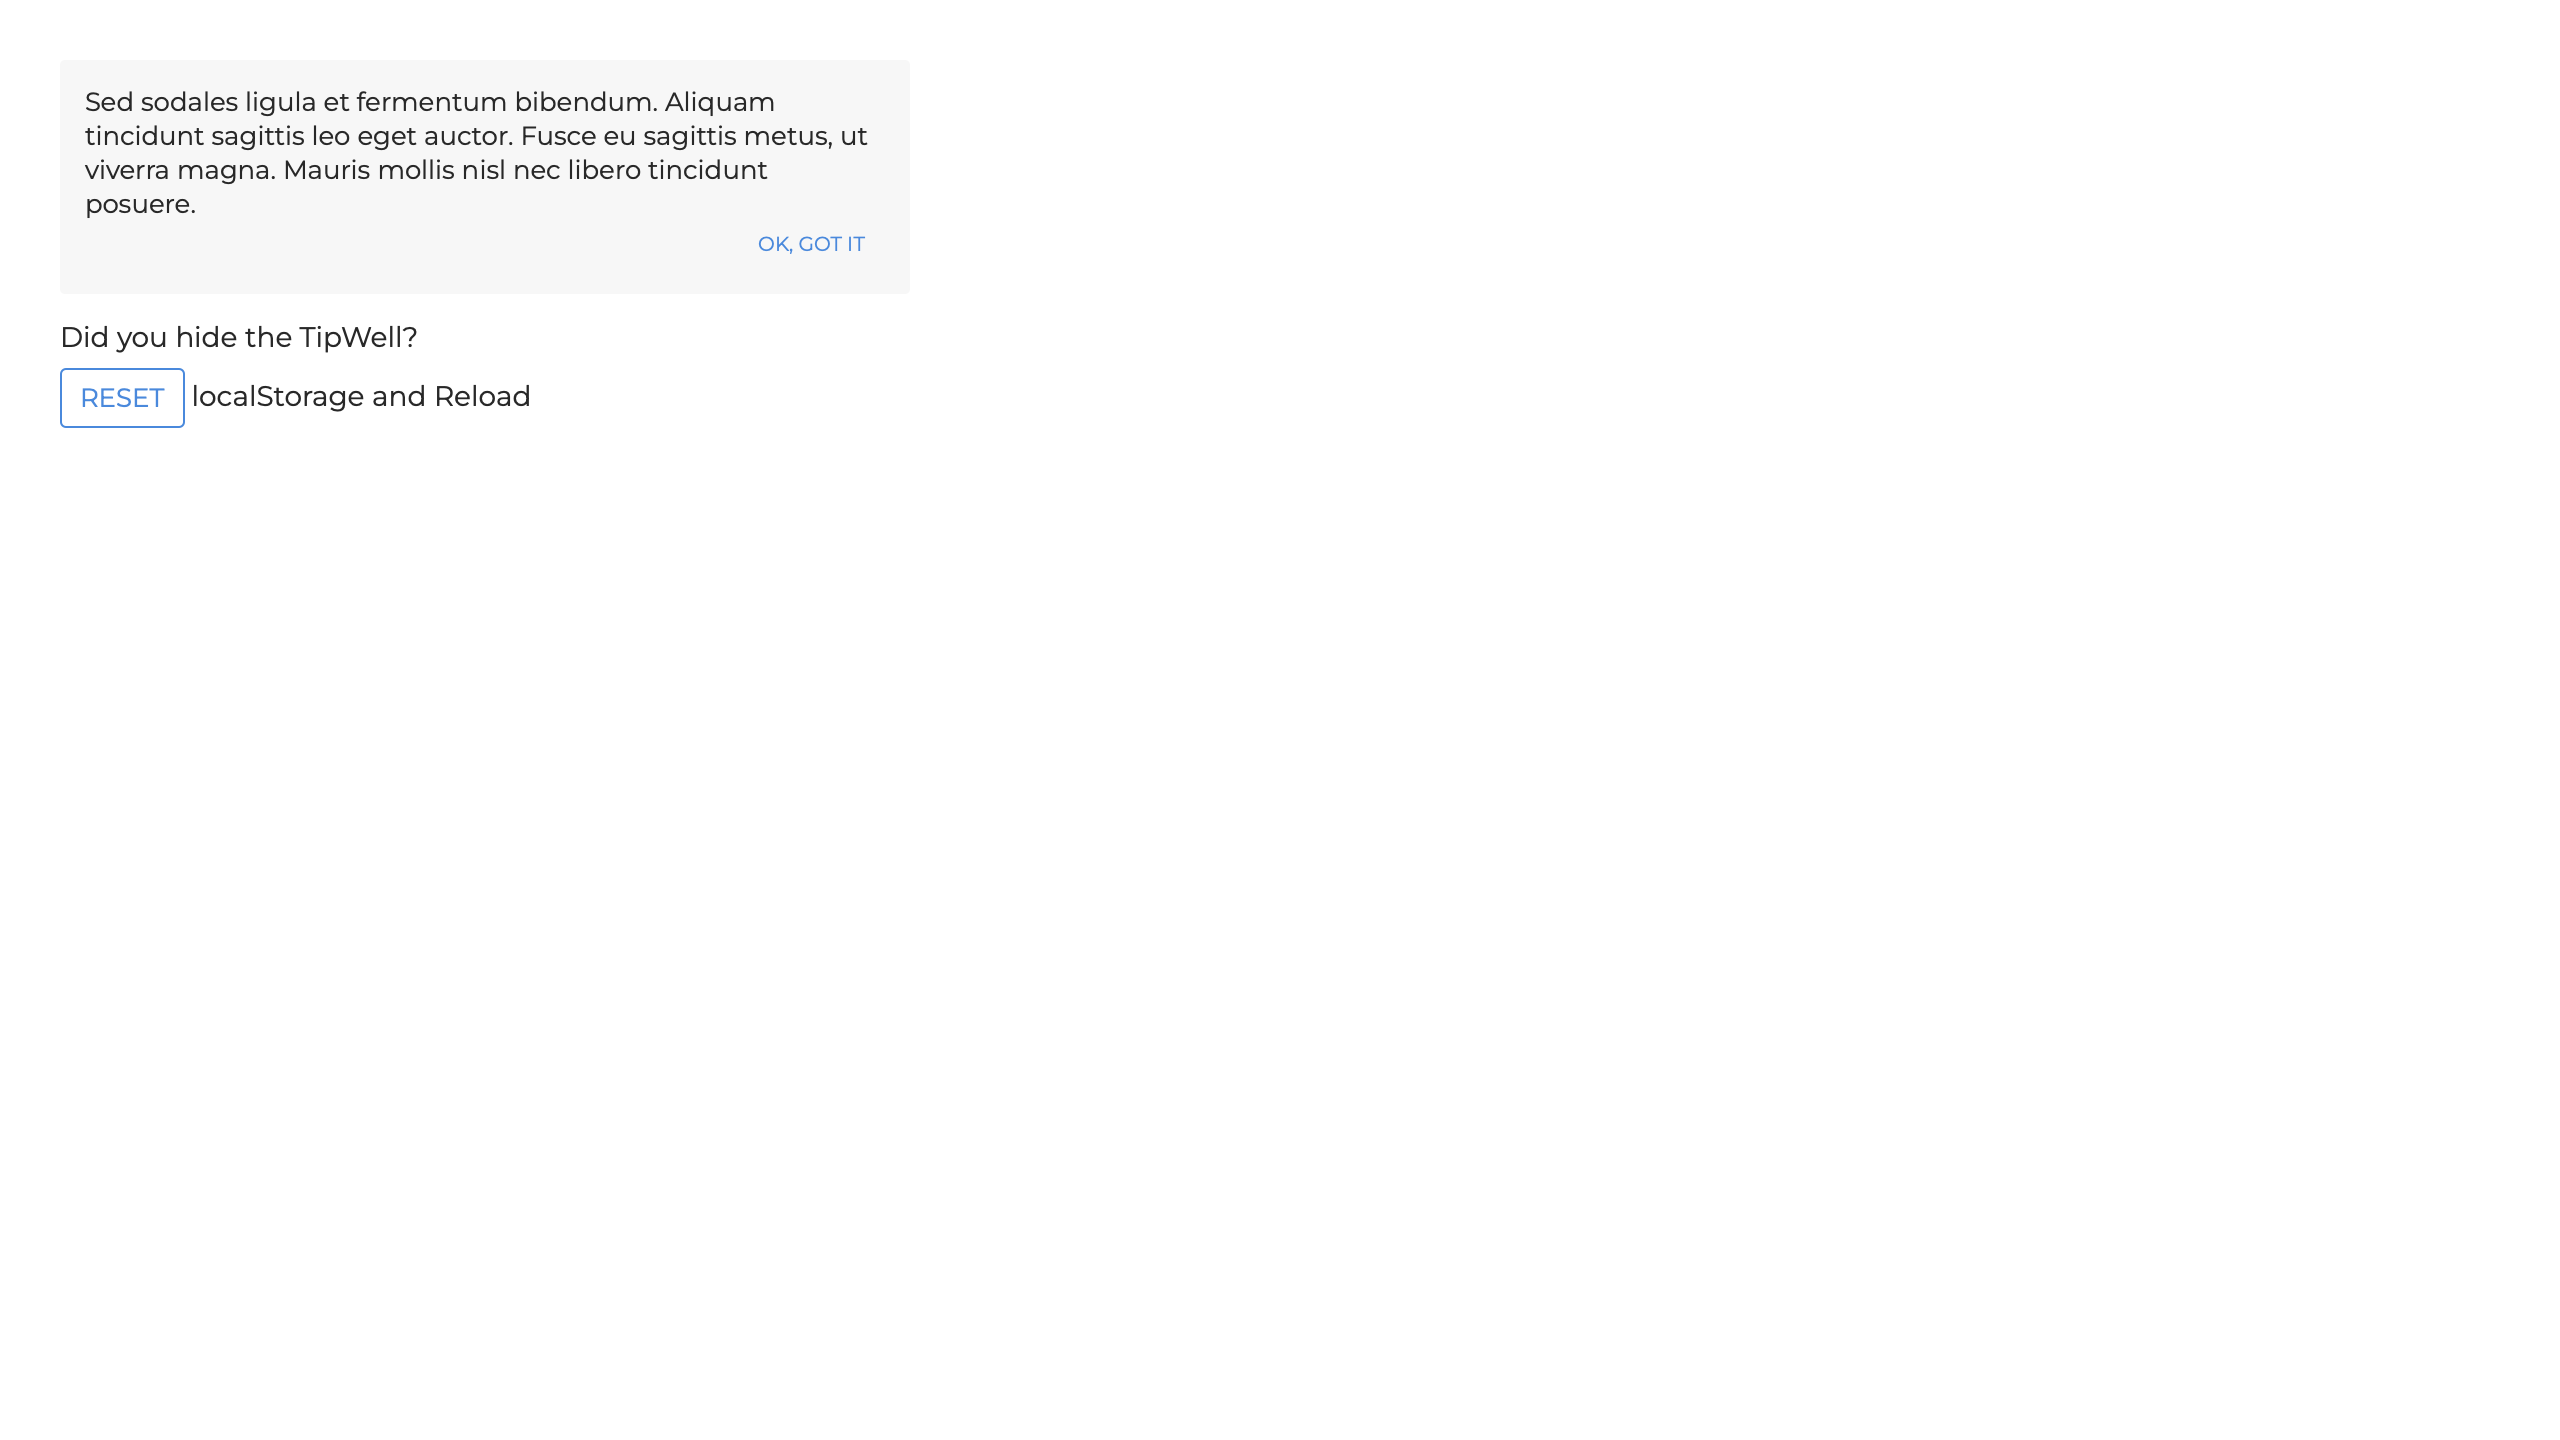 Sed sodales ligula et fermentum bibendum. Aliquam
tincidunt sagittis leo eget auctor. Fusce eu sagittis metus, ut
viverra magna. Mauris mollis nisl nec libero tincidunt
posuere.
OK, GOT IT
Did you hide the TipWell?
RESET localStorage and Reload